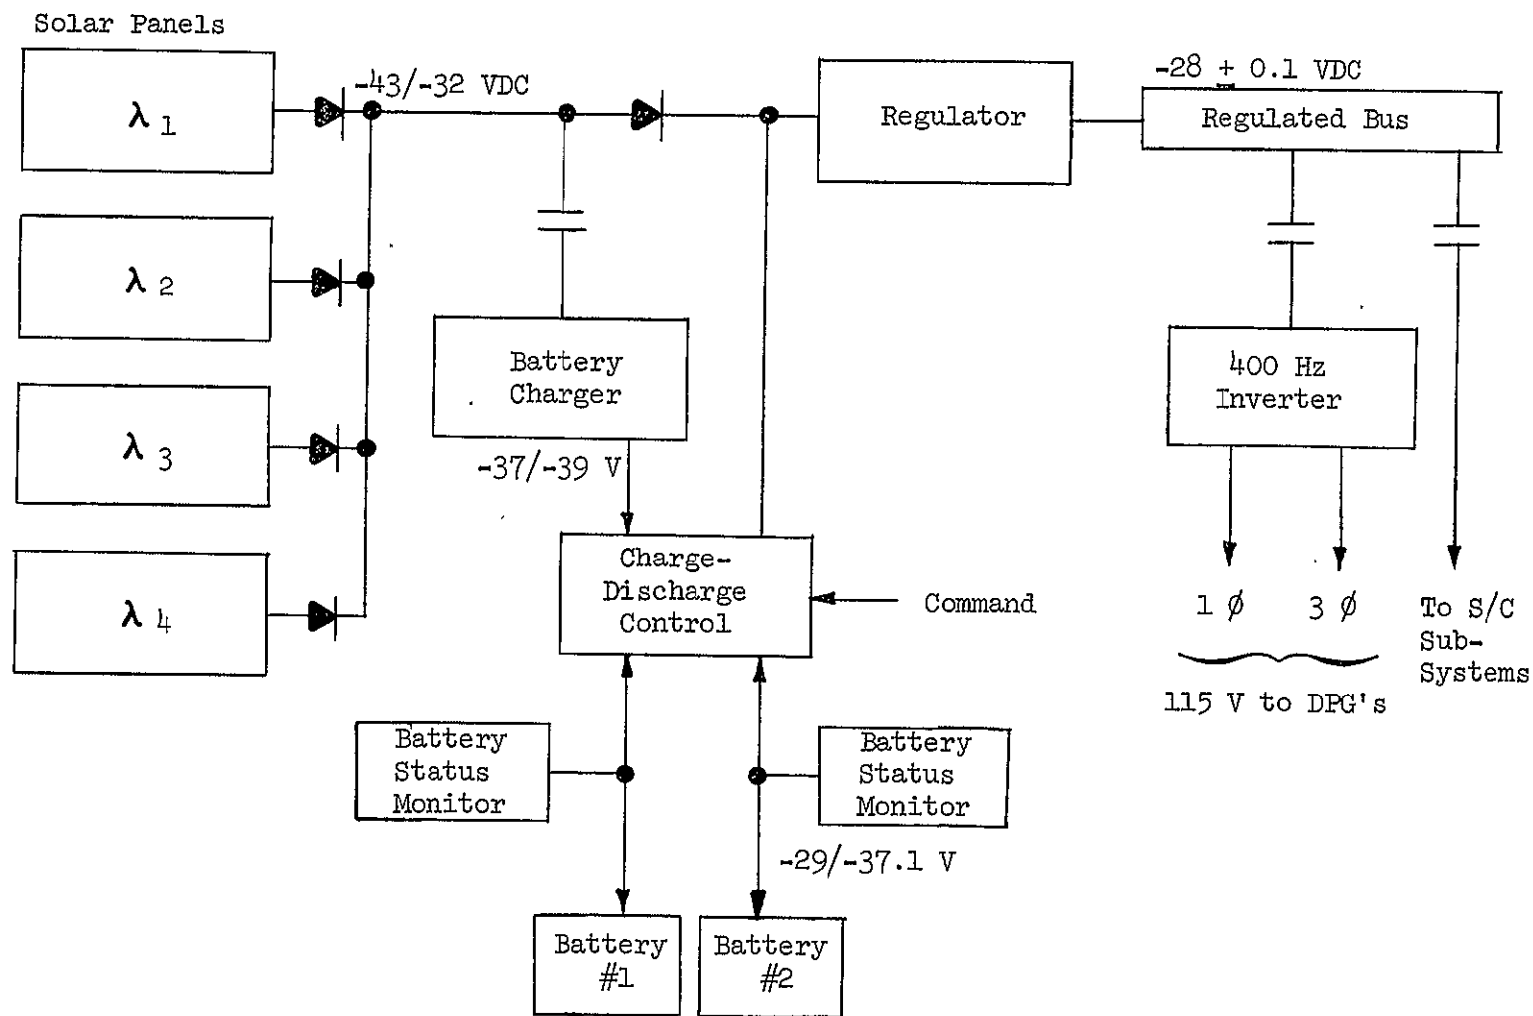 Solar Panels
λ 1
-43/-32 VDC
Regulator
-28 ± 0.1 VDC
Regulated Bus
λ 2
Battery
Charger
400 Hz
Inverter
λ 3
-37/-39 V
λ 4
Charge-
Discharge
Control
Command
1 ø
3 ø
To S/C
Sub-
Systems
115 V to DPG's
Battery
Status
Monitor
Battery
Status
Monitor
-29/-37.1 V
Battery
#1
Battery
#2